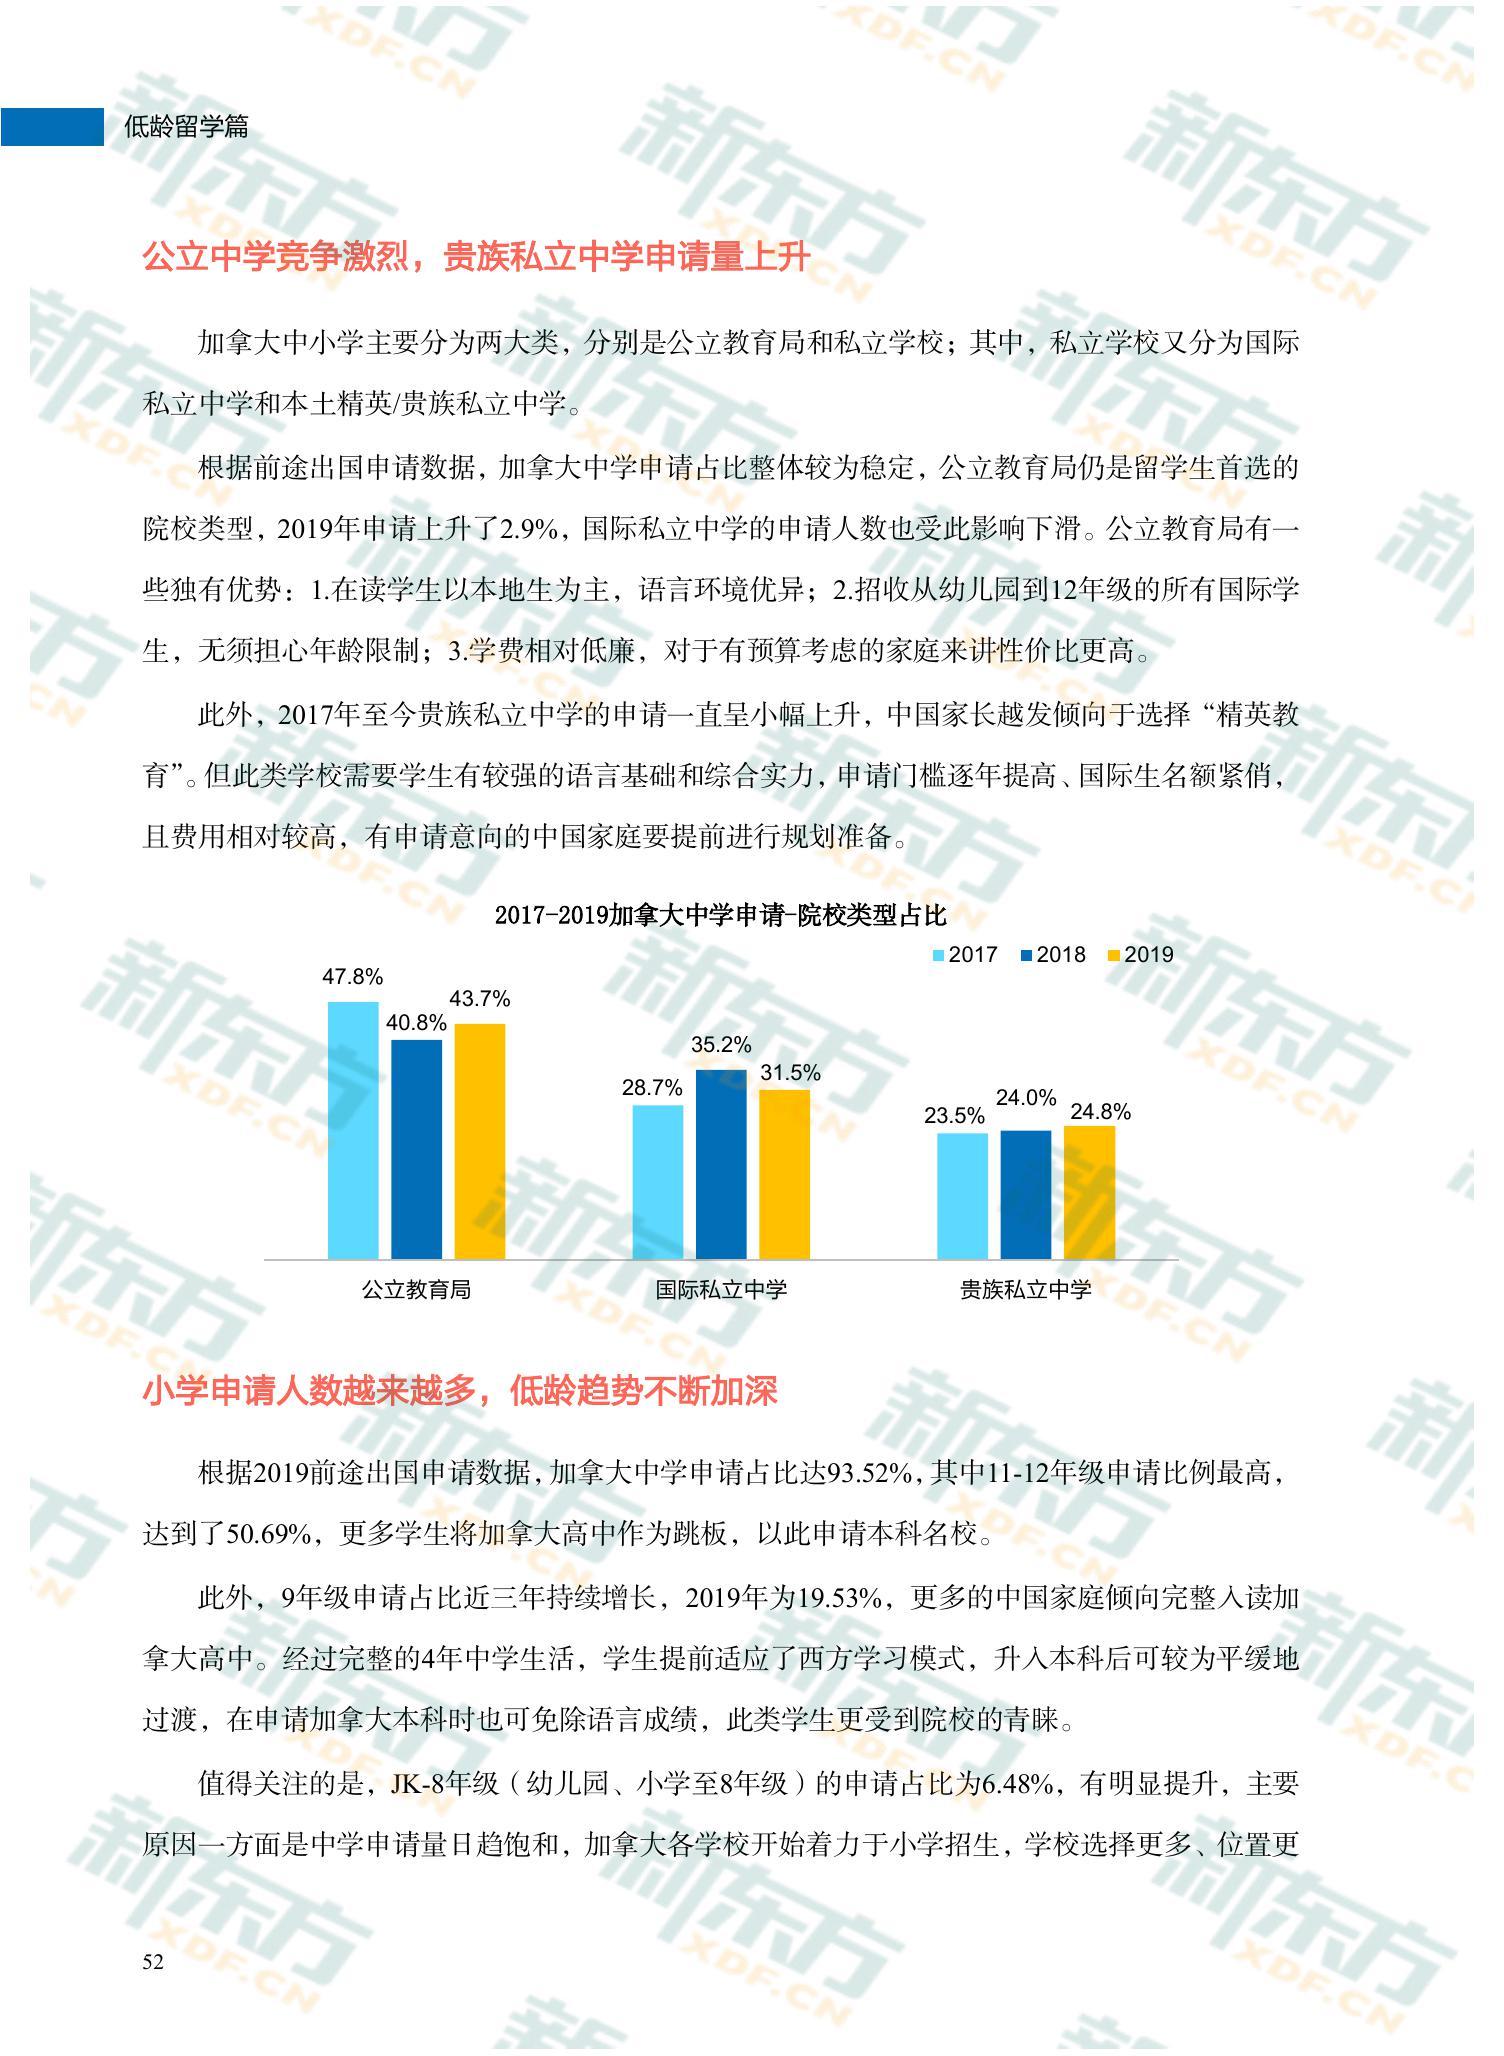 低龄留学篇
公立中学竞争激烈，贵族私立中学申请量上升
加拿大中小学主要分为两大类，分别是公立教育局和私立学校；其中，私立学校又分为国际
私立中学和本土精英/贵族私立中学。
根据前途出国申请数据，加拿大中学申请占比整体较为稳定，公立教育局仍是留学生首选的
院校类型，2019年申请上升了2.9%，国际私立中学的申请人数也受此影响下滑。公立教育局有一
些独有优势：1.在读学生以本地生为主，语言环境优异；2.招收从幼儿园到12年级的所有国际学
生，无须担心年龄限制；3.学费相对低廉，对于有预算考虑的家庭来讲性价比更高。
此外，2017年至今贵族私立中学的申请一直呈小幅上升，中国家长越发倾向于选择“精英教
育”。但此类学校需要学生有较强的语言基础和综合实力，申请门槛逐年提高、国际生名额紧俏，
且费用相对较高，有申请意向的中国家庭要提前进行规划准备。
2017-2019加拿大中学申请-院校类型占比
2017 2018 2019
47.8% 40.8% 43.7%
28.7% 35.2% 31.5%
23.5% 24.0% 24.8%
公立教育局 国际私立中学 贵族私立中学
小学申请人数越来越多，低龄趋势不断加深
根据2019前途出国申请数据，加拿大中学申请占比达93.52%，其中11-12年级申请比例最高，
达到了50.69%，更多学生将加拿大高中作为跳板，以此申请本科名校。
此外，9年级申请占比近三年持续增长，2019年为19.53%，更多的中国家庭倾向完整入读加
拿大高中。经过完整的4年中学生活，学生提前适应了西方学习模式，升入本科后可较为平缓地
过渡，在申请加拿大本科时也可免除语言成绩，此类学生更受到院校的青睐。
值得关注的是，JK-8年级（幼儿园、小学至8年级）的申请占比为6.48%，有明显提升，主要
原因一方面是中学申请量日趋饱和，加拿大各学校开始着力于小学招生，学校选择更多、位置更
52
新东方
XDF.CN